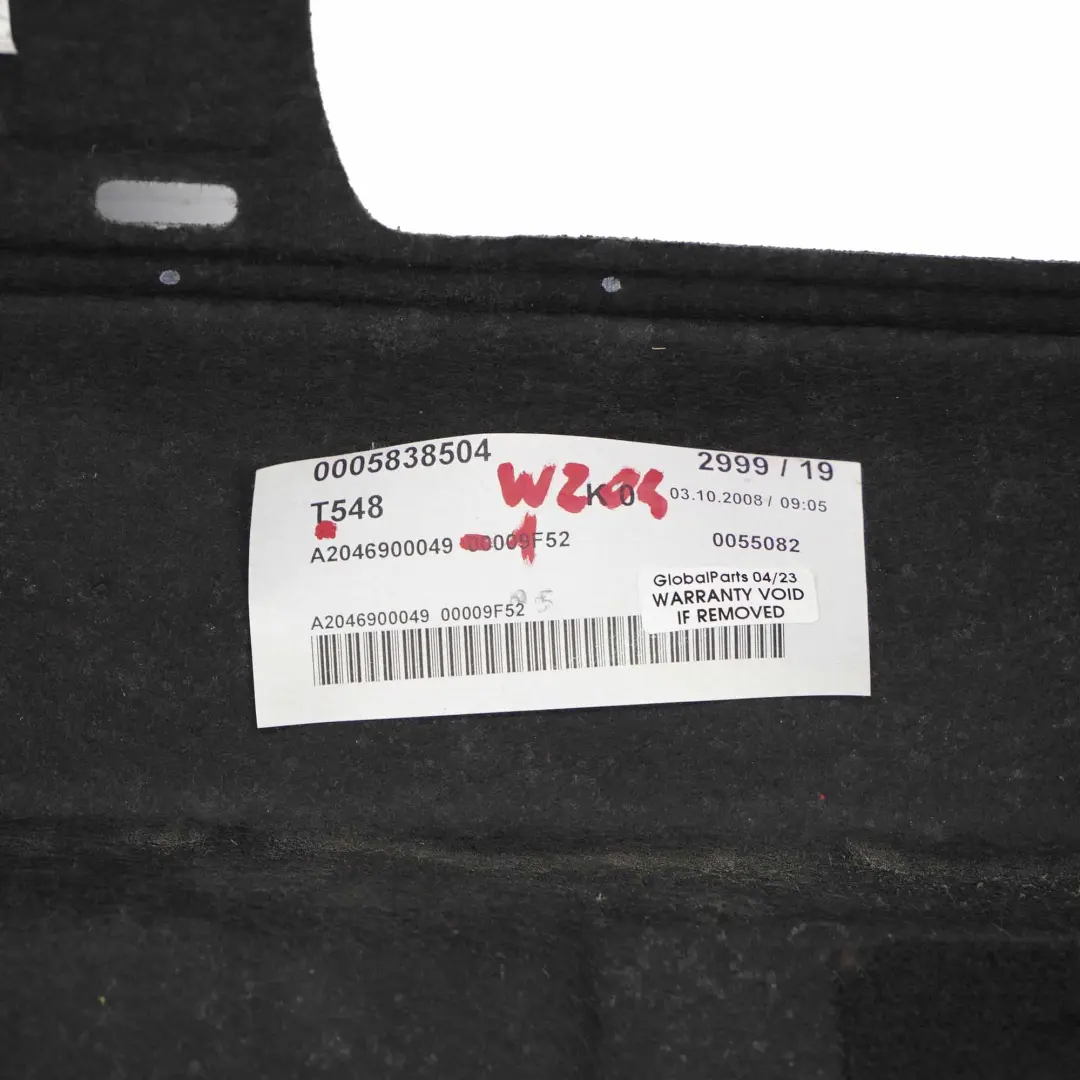 0005838504
2999 / 19
T548
W204
K 0
03.10.2008 / 09:05
-1
A2046900049 00009F52
0055082
GlobalParts 04/23
WARRANTY VOID
IF REMOVED
A2046900049 00009F52